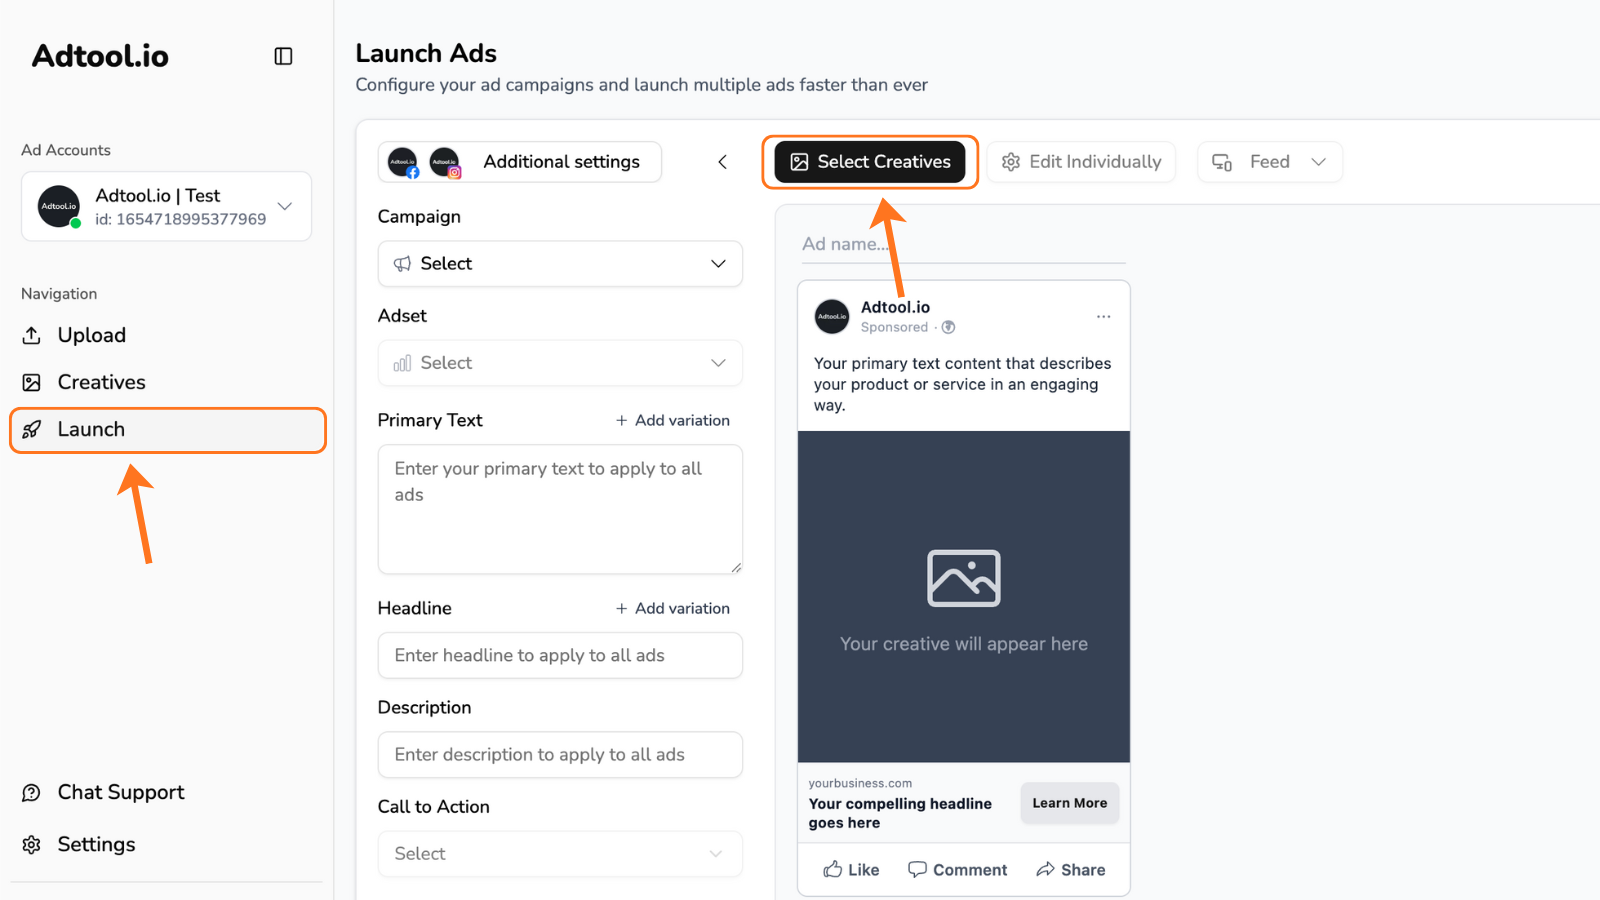 Adtool.io
Ad Accounts
Adtool.io
Adtool.io | Test
id: 1654718995377969
Navigation
Upload
Creatives
Launch
Chat Support
Settings
Launch Ads
Configure your ad campaigns and launch multiple ads faster than ever
Adtool.io Adtool.io Additional settings
Campaign
Select
Adset
Select
Primary Text + Add variation
Enter your primary text to apply to all
ads
Headline + Add variation
Enter headline to apply to all ads
Description
Enter description to apply to all ads
Call to Action
Select
Select Creatives Edit Individually Feed
Ad name...
Adtool.io
Adtool.io
Sponsored ·
Your primary text content that describes
your product or service in an engaging
way.
Your creative will appear here
yourbusiness.com
Your compelling headline
goes here
Learn More
Like Comment Share